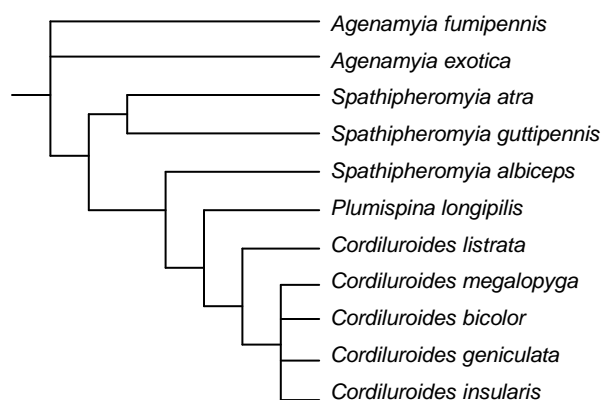 Agenamyia fumipennis
Agenamyia exotica
Spathipheromyia atra
Spathipheromyia guttipennis
Spathipheromyia albiceps
Plumispina longipilis
Cordiluroides listrata
Cordiluroides megalopyga
Cordiluroides bicolor
Cordiluroides geniculata
Cordiluroides insularis